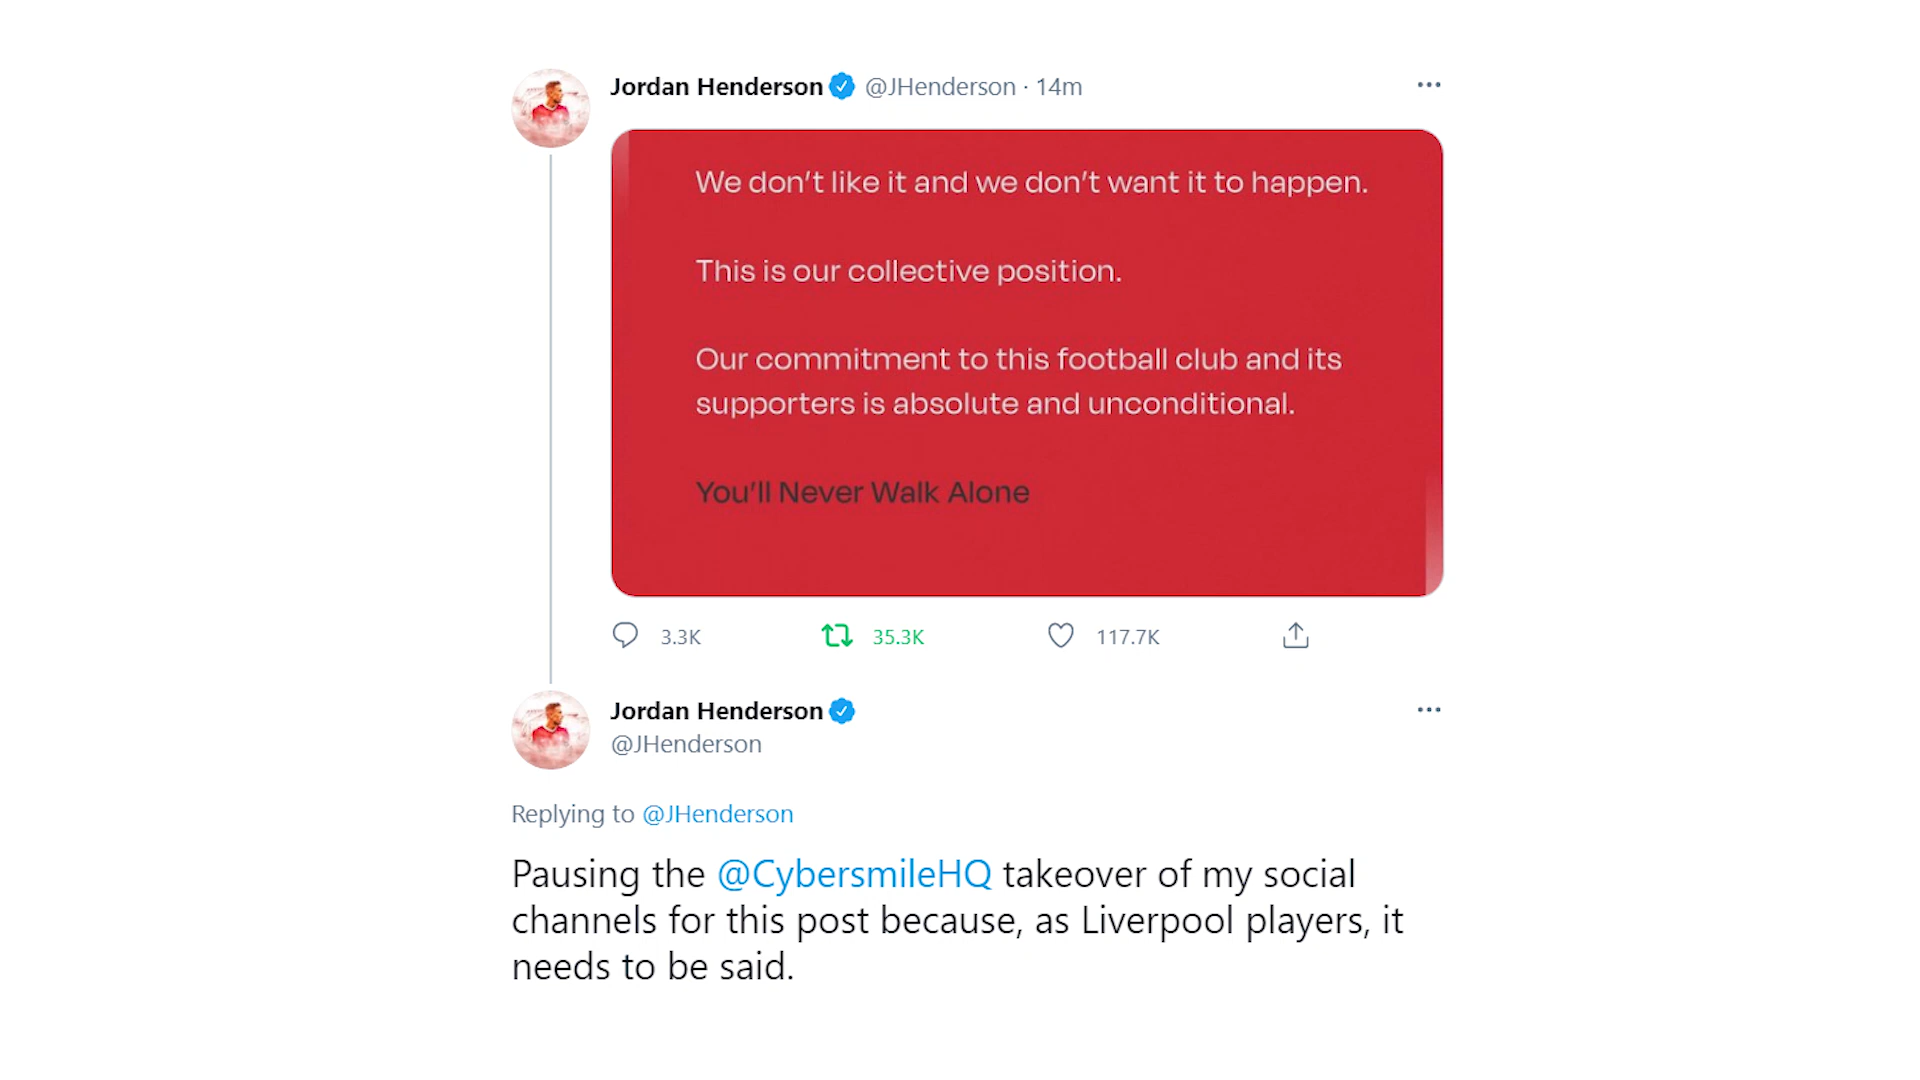 Jordan Henderson @JHenderson · 14m
We don't like it and we don't want it to happen.
This is our collective position.
Our commitment to this football club and its
supporters is absolute and unconditional.
You'll Never Walk Alone
3.3K 35.3K 117.7K
Jordan Henderson
@JHenderson
Replying to @JHenderson
Pausing the @CybersmileHQ takeover of my social
channels for this post because, as Liverpool players, it
needs to be said.